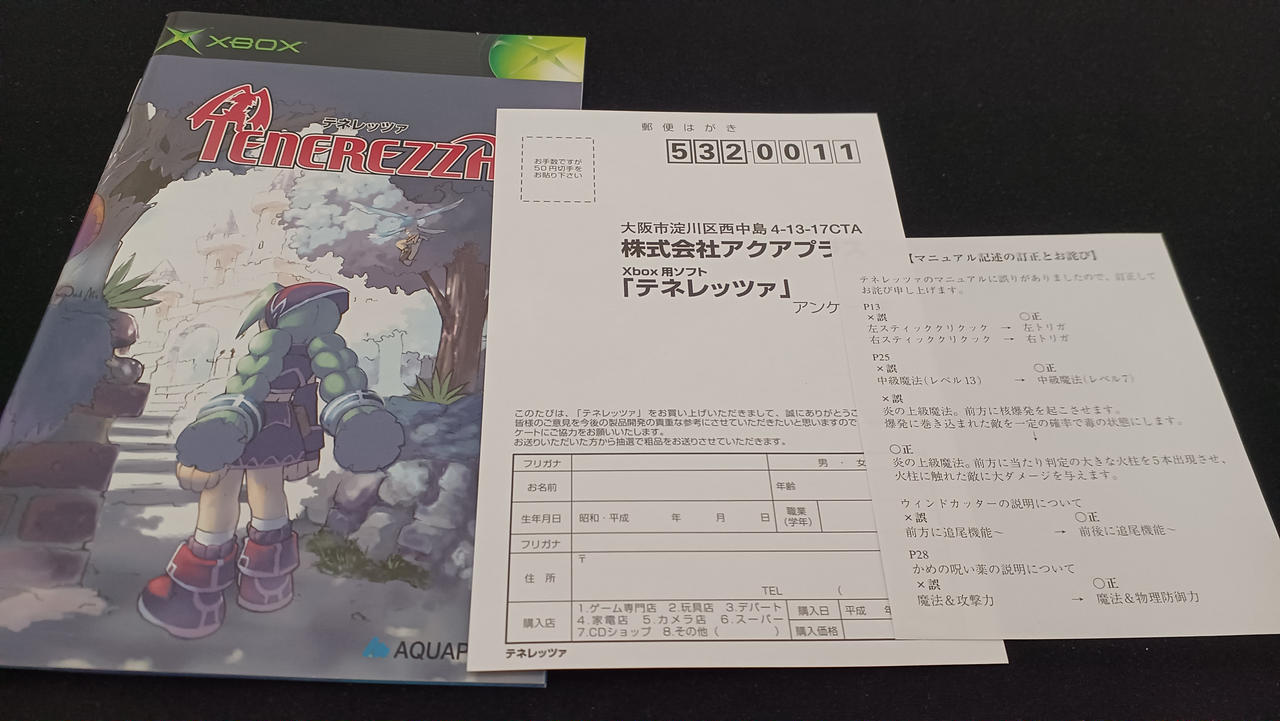 XBOX
テネレッツァ
TENEREZZA
AQUAP
郵便はがき
お手数ですが
50円切手を
お貼り下さい
532-0011
大阪市淀川区西中島4-13-17CTA
株式会社アクアプラス
Xbox用ソフト
「テネレッツァ」
アンケ
このたびは、「テネレッツァ」をお買い上げいただきまして、誠にありがとうこ
皆様のご意見を今後の製品開発の貴重な参考にさせていただきたいと思いますので
ケートにご協力をお願いいたします。
お送りいただいた方から抽選で粗品をお送りさせていただきます。
フリガナ 男・女
お名前 年齢
生年月日 昭和・平成 年 月 日 職業(学年)
フリガナ
住所 〒
TEL (
購入店 1.ゲーム専門店 2.玩具店 3.デパート 購入日 平成 年
4.家電店 5.カメラ店 6.スーパー
7.CDショップ 8.その他( ) 購入価格
テネレッツァ
【マニュアル記述の訂正とお詫び】
テネレッツァのマニュアルに誤りがありましたので、訂正して
お詫び申し上げます。
P13
×誤 ○正
左スティッククリクック → 左トリガ
右スティッククリクック → 右トリガ
P25
×誤 ○正
中級魔法(レベル13) → 中級魔法(レベル7)
×誤
炎の上級魔法。前方に核爆発を起こさせます。
爆発に巻き込まれた敵を一定の確率で毒の状態にします。
↓
○正
炎の上級魔法。前方に当たり判定の大きな火柱を5本出現させ、
火柱に触れた敵に大ダメージを与えます。
ウィンドカッターの説明について
×誤 ○正
前方に追尾機能~ → 前後に追尾機能~
P28
かめの呪い薬の説明について
×誤 ○正
魔法&攻撃力 → 魔法&物理防御力